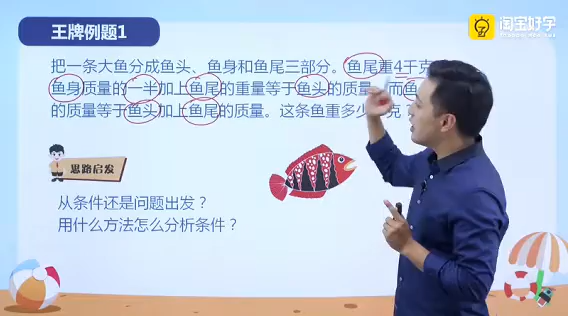 淘宝好学
王牌例题1
把一条大鱼分成鱼头、鱼身和鱼尾三部分。鱼尾重4千克
鱼身质量的一半加上鱼尾的重量等于鱼头的质量,而鱼
的质量等于鱼头加上鱼尾的质量。这条鱼重多少 克?
思路启发
从条件还是问题出发?
用什么方法怎么分析条件?